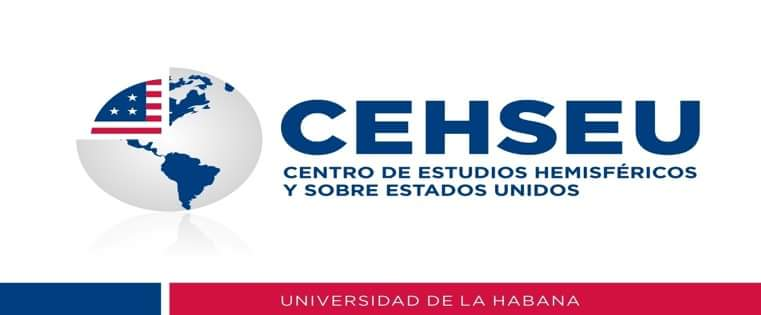 CEHSEU
CENTRO DE ESTUDIOS HEMISFÉRICOS
Y SOBRE ESTADOS UNIDOS
UNIVERSIDAD DE LA HABANA